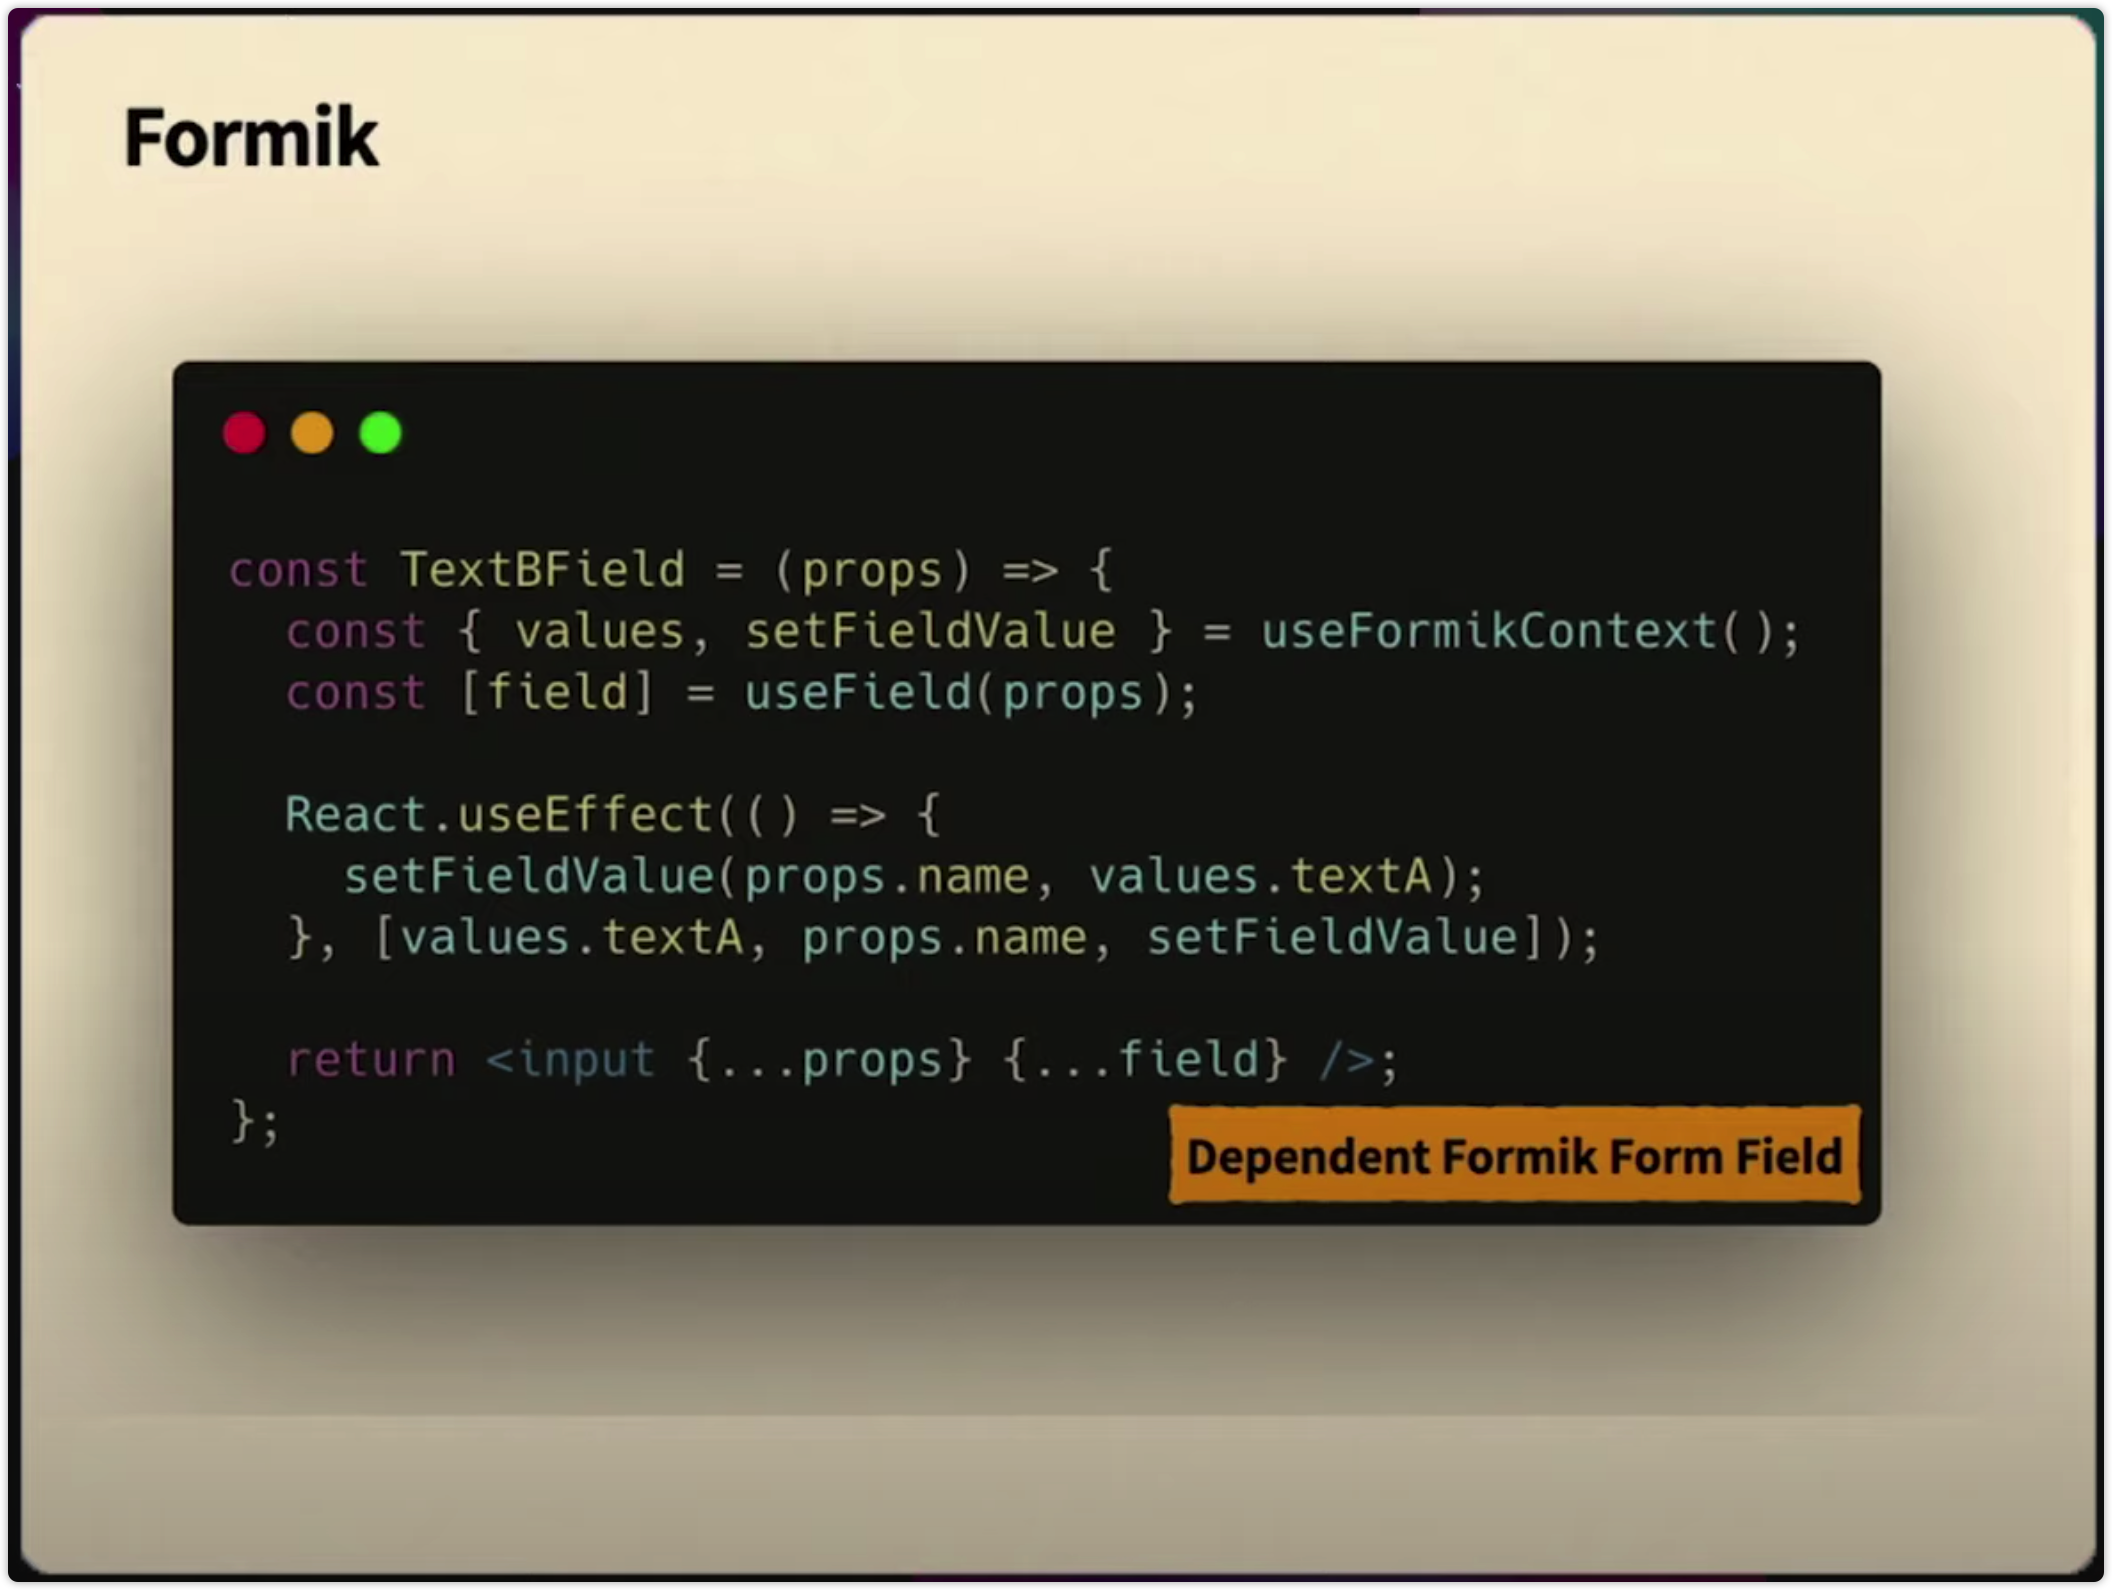 Formik
const TextBField = (props) => {
  const { values, setFieldValue } = useFormikContext();
  const [field] = useField(props);
  React.useEffect(() => {
    setFieldValue(props.name, values.textA);
  }, [values.textA, props.name, setFieldValue]);
  return <input {...props} {...field} />;
};
Dependent Formik Form Field